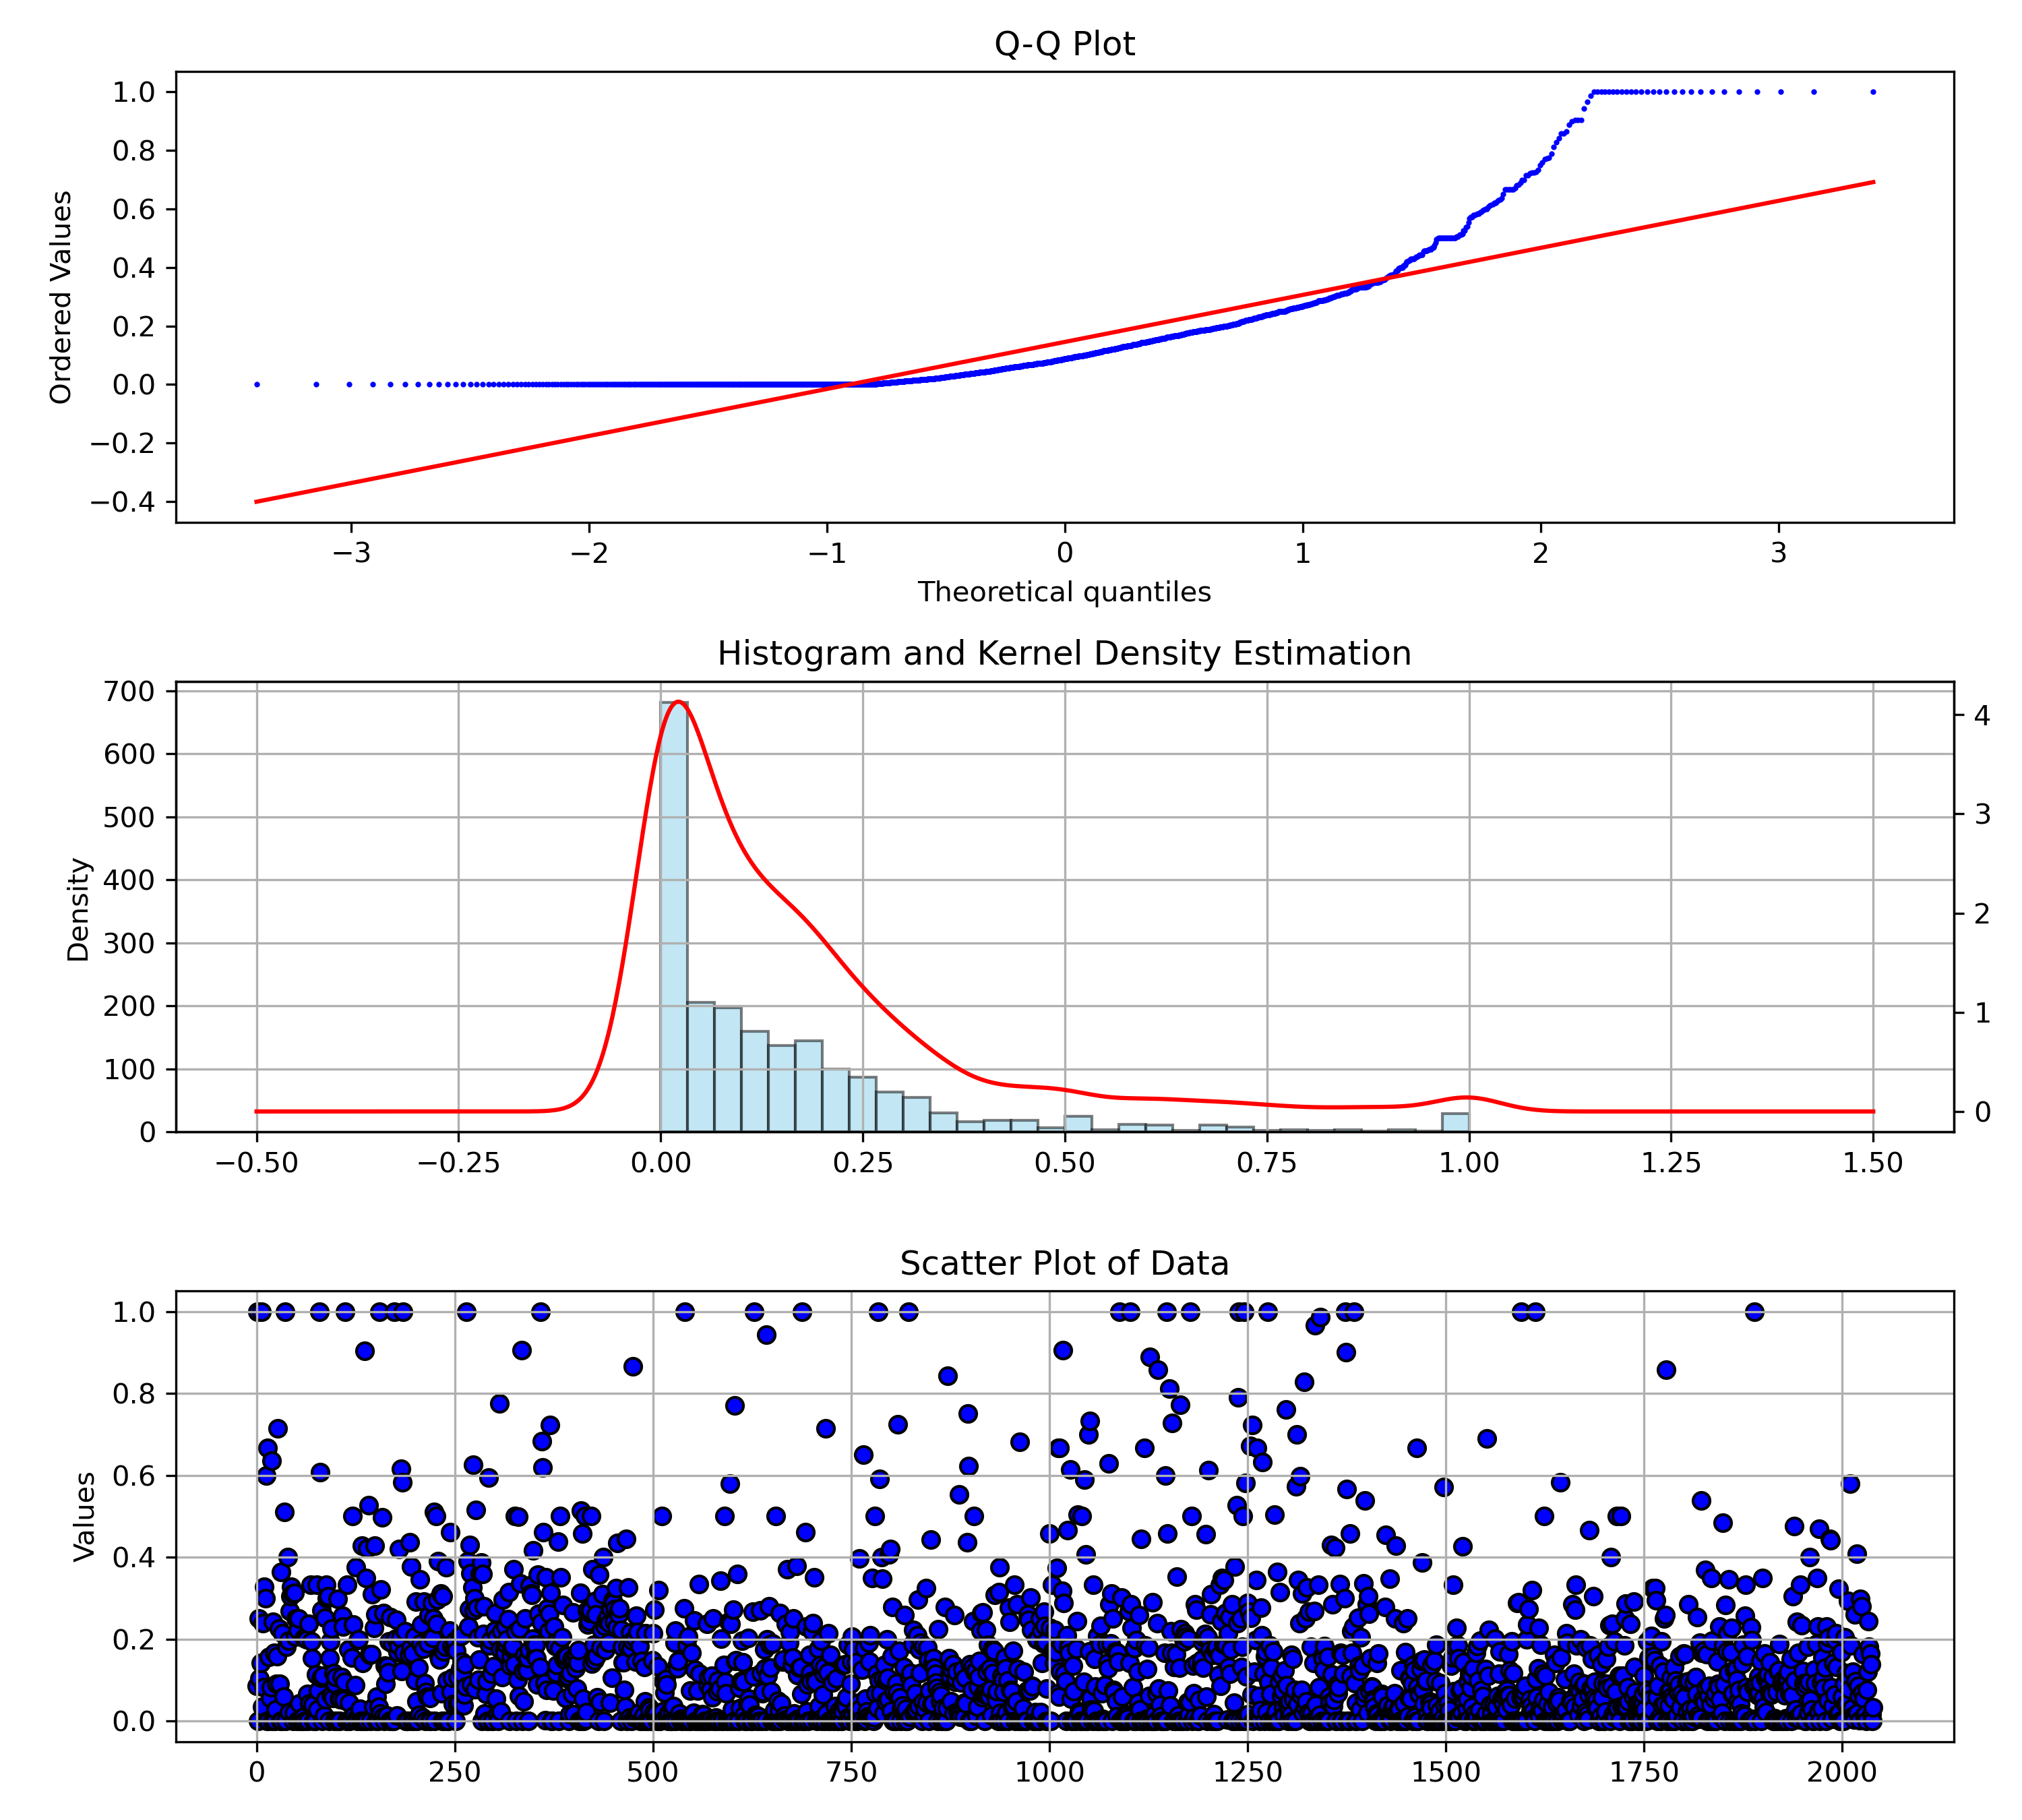 Q-Q Plot
1.0
0.8
0.6
0.4
0.2
0.0
−0.2
−0.4
Ordered Values
−3 −2 −1 0 1 2 3
Theoretical quantiles
Histogram and Kernel Density Estimation
700
600
500
400
300
200
100
0
Density
4
3
2
1
0
−0.50 −0.25 0.00 0.25 0.50 0.75 1.00 1.25 1.50
Scatter Plot of Data
1.0
0.8
0.6
0.4
0.2
0.0
Values
0 250 500 750 1000 1250 1500 1750 2000